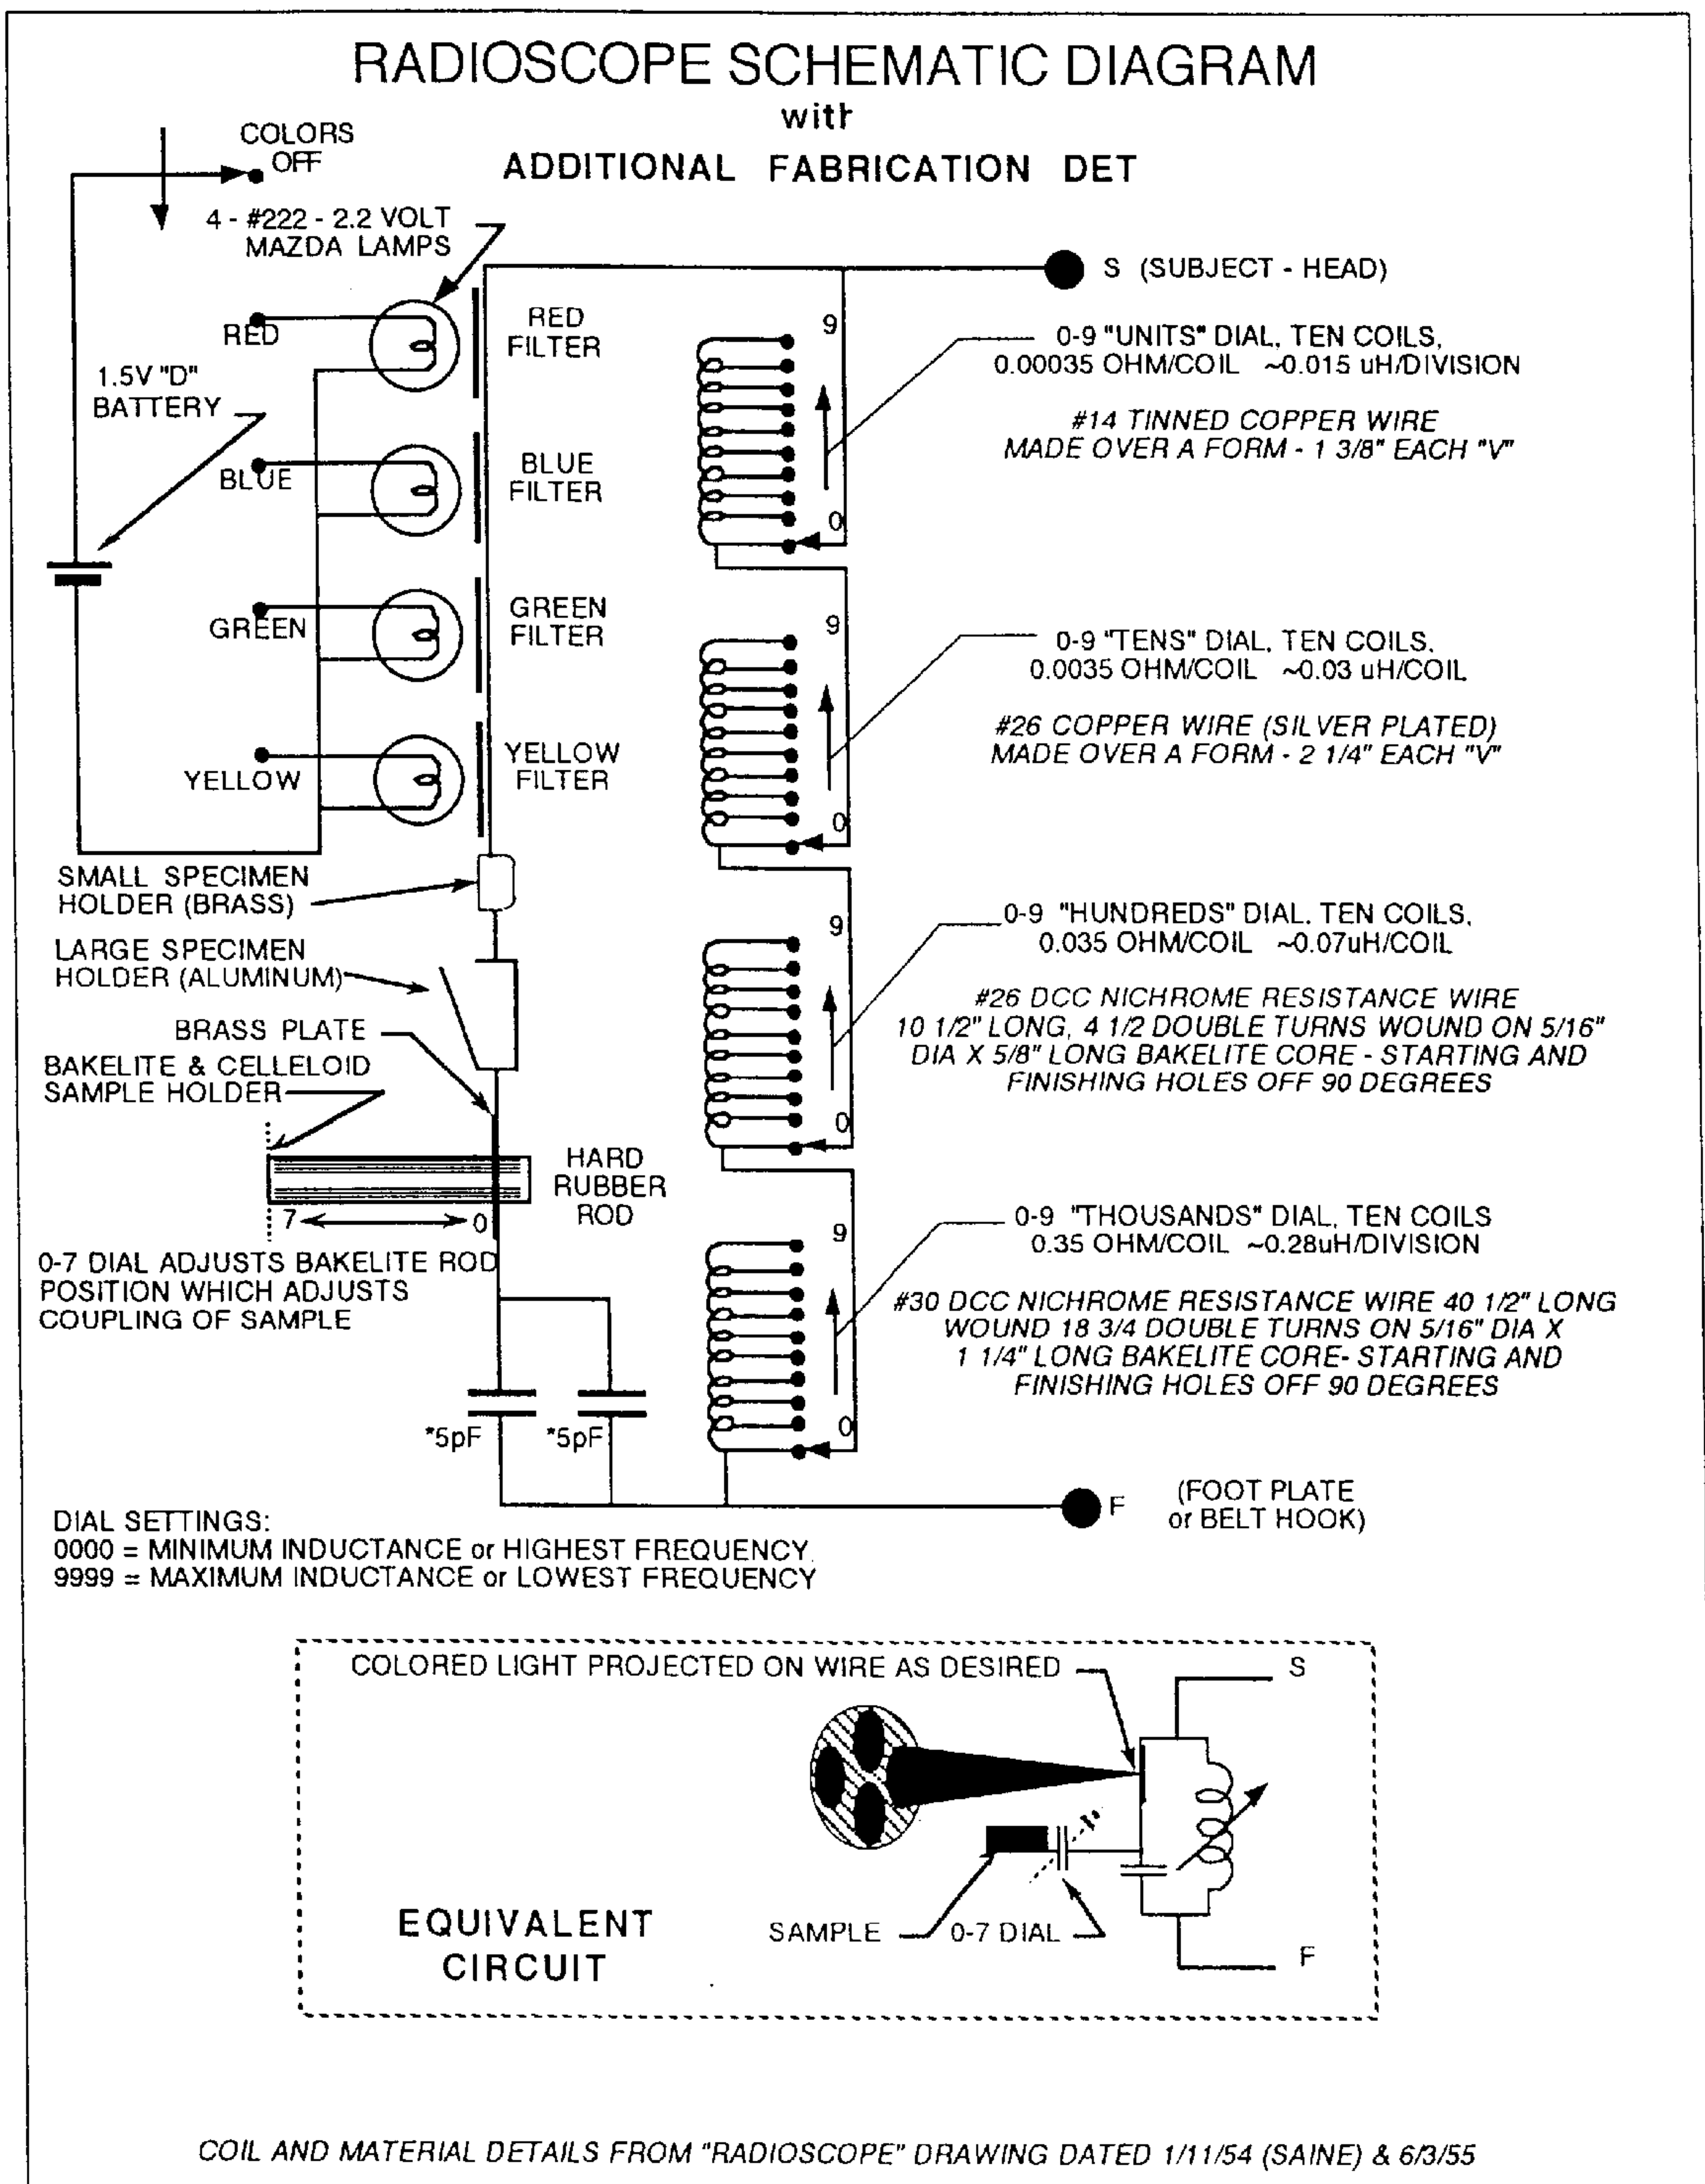 RADIOSCOPE SCHEMATIC DIAGRAM
with
ADDITIONAL FABRICATION DET
COLORS
OFF
4 - #222 - 2.2 VOLT
MAZDA LAMPS
S (SUBJECT - HEAD)
RED
RED
FILTER
1.5V "D"
BATTERY
9
0-9 "UNITS" DIAL, TEN COILS,
0.00035 OHM/COIL ~0.015 uH/DIVISION
#14 TINNED COPPER WIRE
MADE OVER A FORM - 1 3/8" EACH "V"
0
BLUE
BLUE
FILTER
GREEN
GREEN
FILTER
9
0-9 "TENS" DIAL, TEN COILS.
0.0035 OHM/COIL ~0.03 uH/COIL
#26 COPPER WIRE (SILVER PLATED)
MADE OVER A FORM - 2 1/4" EACH "V"
0
YELLOW
YELLOW
FILTER
SMALL SPECIMEN
HOLDER (BRASS)
LARGE SPECIMEN
HOLDER (ALUMINUM)
9
0-9 "HUNDREDS" DIAL. TEN COILS,
0.035 OHM/COIL ~0.07uH/COIL
#26 DCC NICHROME RESISTANCE WIRE
10 1/2" LONG, 4 1/2 DOUBLE TURNS WOUND ON 5/16"
DIA X 5/8" LONG BAKELITE CORE - STARTING AND
FINISHING HOLES OFF 90 DEGREES
0
BRASS PLATE
BAKELITE & CELLELOID
SAMPLE HOLDER
HARD
RUBBER
ROD
7
0
0-7 DIAL ADJUSTS BAKELITE ROD
POSITION WHICH ADJUSTS
COUPLING OF SAMPLE
9
0-9 "THOUSANDS" DIAL, TEN COILS
0.35 OHM/COIL ~0.28uH/DIVISION
#30 DCC NICHROME RESISTANCE WIRE 40 1/2" LONG
WOUND 18 3/4 DOUBLE TURNS ON 5/16" DIA X
1 1/4" LONG BAKELITE CORE- STARTING AND
FINISHING HOLES OFF 90 DEGREES
0
*5pF
*5pF
F
(FOOT PLATE
or BELT HOOK)
DIAL SETTINGS:
0000 = MINIMUM INDUCTANCE or HIGHEST FREQUENCY
9999 = MAXIMUM INDUCTANCE or LOWEST FREQUENCY
COLORED LIGHT PROJECTED ON WIRE AS DESIRED
S
SAMPLE
0-7 DIAL
F
EQUIVALENT
CIRCUIT
COIL AND MATERIAL DETAILS FROM "RADIOSCOPE" DRAWING DATED 1/11/54 (SAINE) & 6/3/55